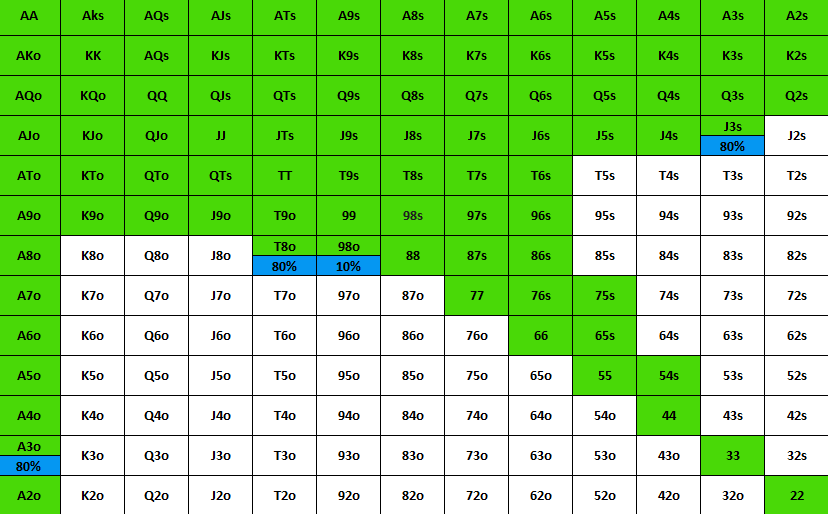 AA Aks AQs AJs ATs A9s A8s A7s A6s A5s A4s A3s A2s
AKo KK AQs KJs KTs K9s K8s K7s K6s K5s K4s K3s K2s
AQo KQo QQ QJs QTs Q9s Q8s Q7s Q6s Q5s Q4s Q3s Q2s
AJo KJo QJo JJ JTs J9s J8s J7s J6s J5s J4s J3s 80% J2s
ATo KTo QTo QTs TT T9s T8s T7s T6s T5s T4s T3s T2s
A9o K9o Q9o J9o T9o 99 98s 97s 96s 95s 94s 93s 92s
A8o K8o Q8o J8o T8o 80% 98o 10% 88 87s 86s 85s 84s 83s 82s
A7o K7o Q7o J7o T7o 97o 87o 77 76s 75s 74s 73s 72s
A6o K6o Q6o J6o T6o 96o 86o 76o 66 65s 64s 63s 62s
A5o K5o Q5o J5o T5o 95o 85o 75o 65o 55 54s 53s 52s
A4o K4o Q4o J4o T4o 94o 84o 74o 64o 54o 44 43s 42s
A3o 80% K3o Q3o J3o T3o 93o 83o 73o 63o 53o 43o 33 32s
A2o K2o Q2o J2o T2o 92o 82o 72o 62o 52o 42o 32o 22